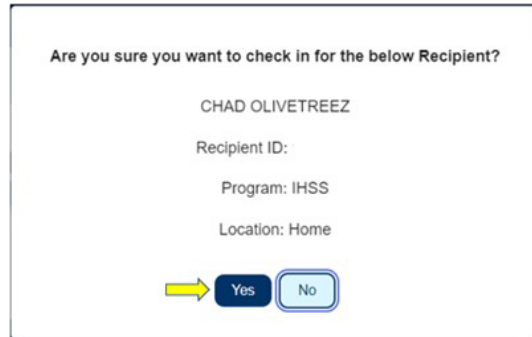 Are you sure you want to check in for the below Recipient?
CHAD OLIVETREEZ
Recipient ID:
Program: IHSS
Location: Home
Yes No